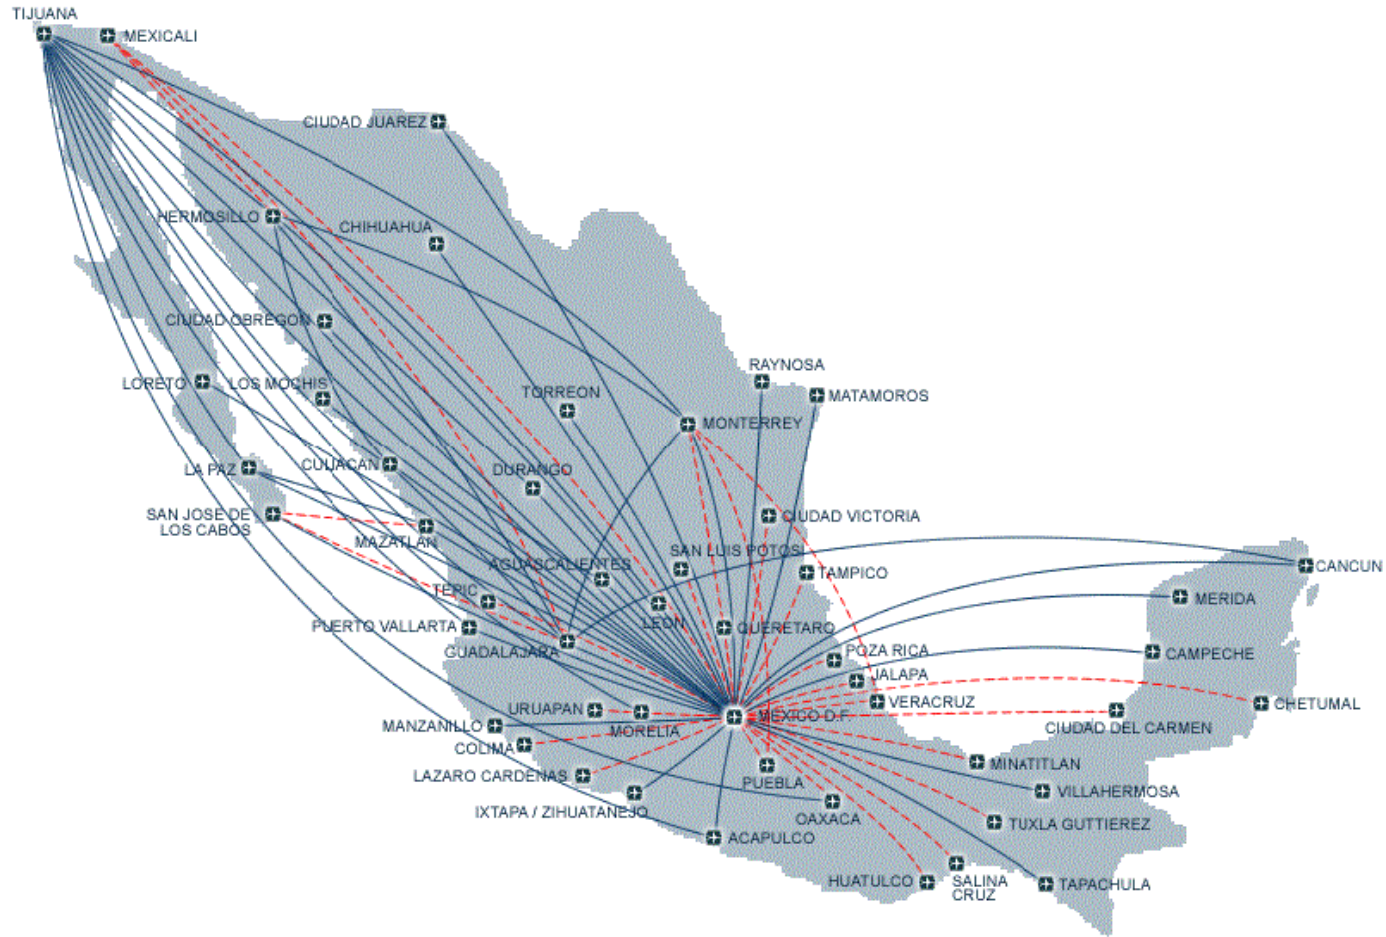 TIJUANA
MEXICALI
CIUDAD JUAREZ
HERMOSILLO
CHIHUAHUA
CIUDAD OBREGON
RAYNOSA
LORETO
LOS MOCHIS
TORREON
MATAMOROS
MONTERREY
LA PAZ
CULIACAN
DURANGO
SAN JOSE DE
LOS CABOS
CIUDAD VICTORIA
MAZATLAN
SAN LUIS POTOSI
AGUASCALIENTES
TAMPICO
CANCUN
TEPIC
MERIDA
LEON
PUERTO VALLARTA
QUERETARO
GUADALAJARA
POZA RICA
CAMPECHE
JALAPA
VERACRUZ
CHETUMAL
URUAPAN
MEXICO D.F.
MANZANILLO
MORELIA
CIUDAD DEL CARMEN
COLIMA
MINATITLAN
LAZARO CARDENAS
PUEBLA
VILLAHERMOSA
IXTAPA / ZIHUATANEJO
OAXACA
TUXLA GUTTIEREZ
ACAPULCO
HUATULCO
SALINA
CRUZ
TAPACHULA